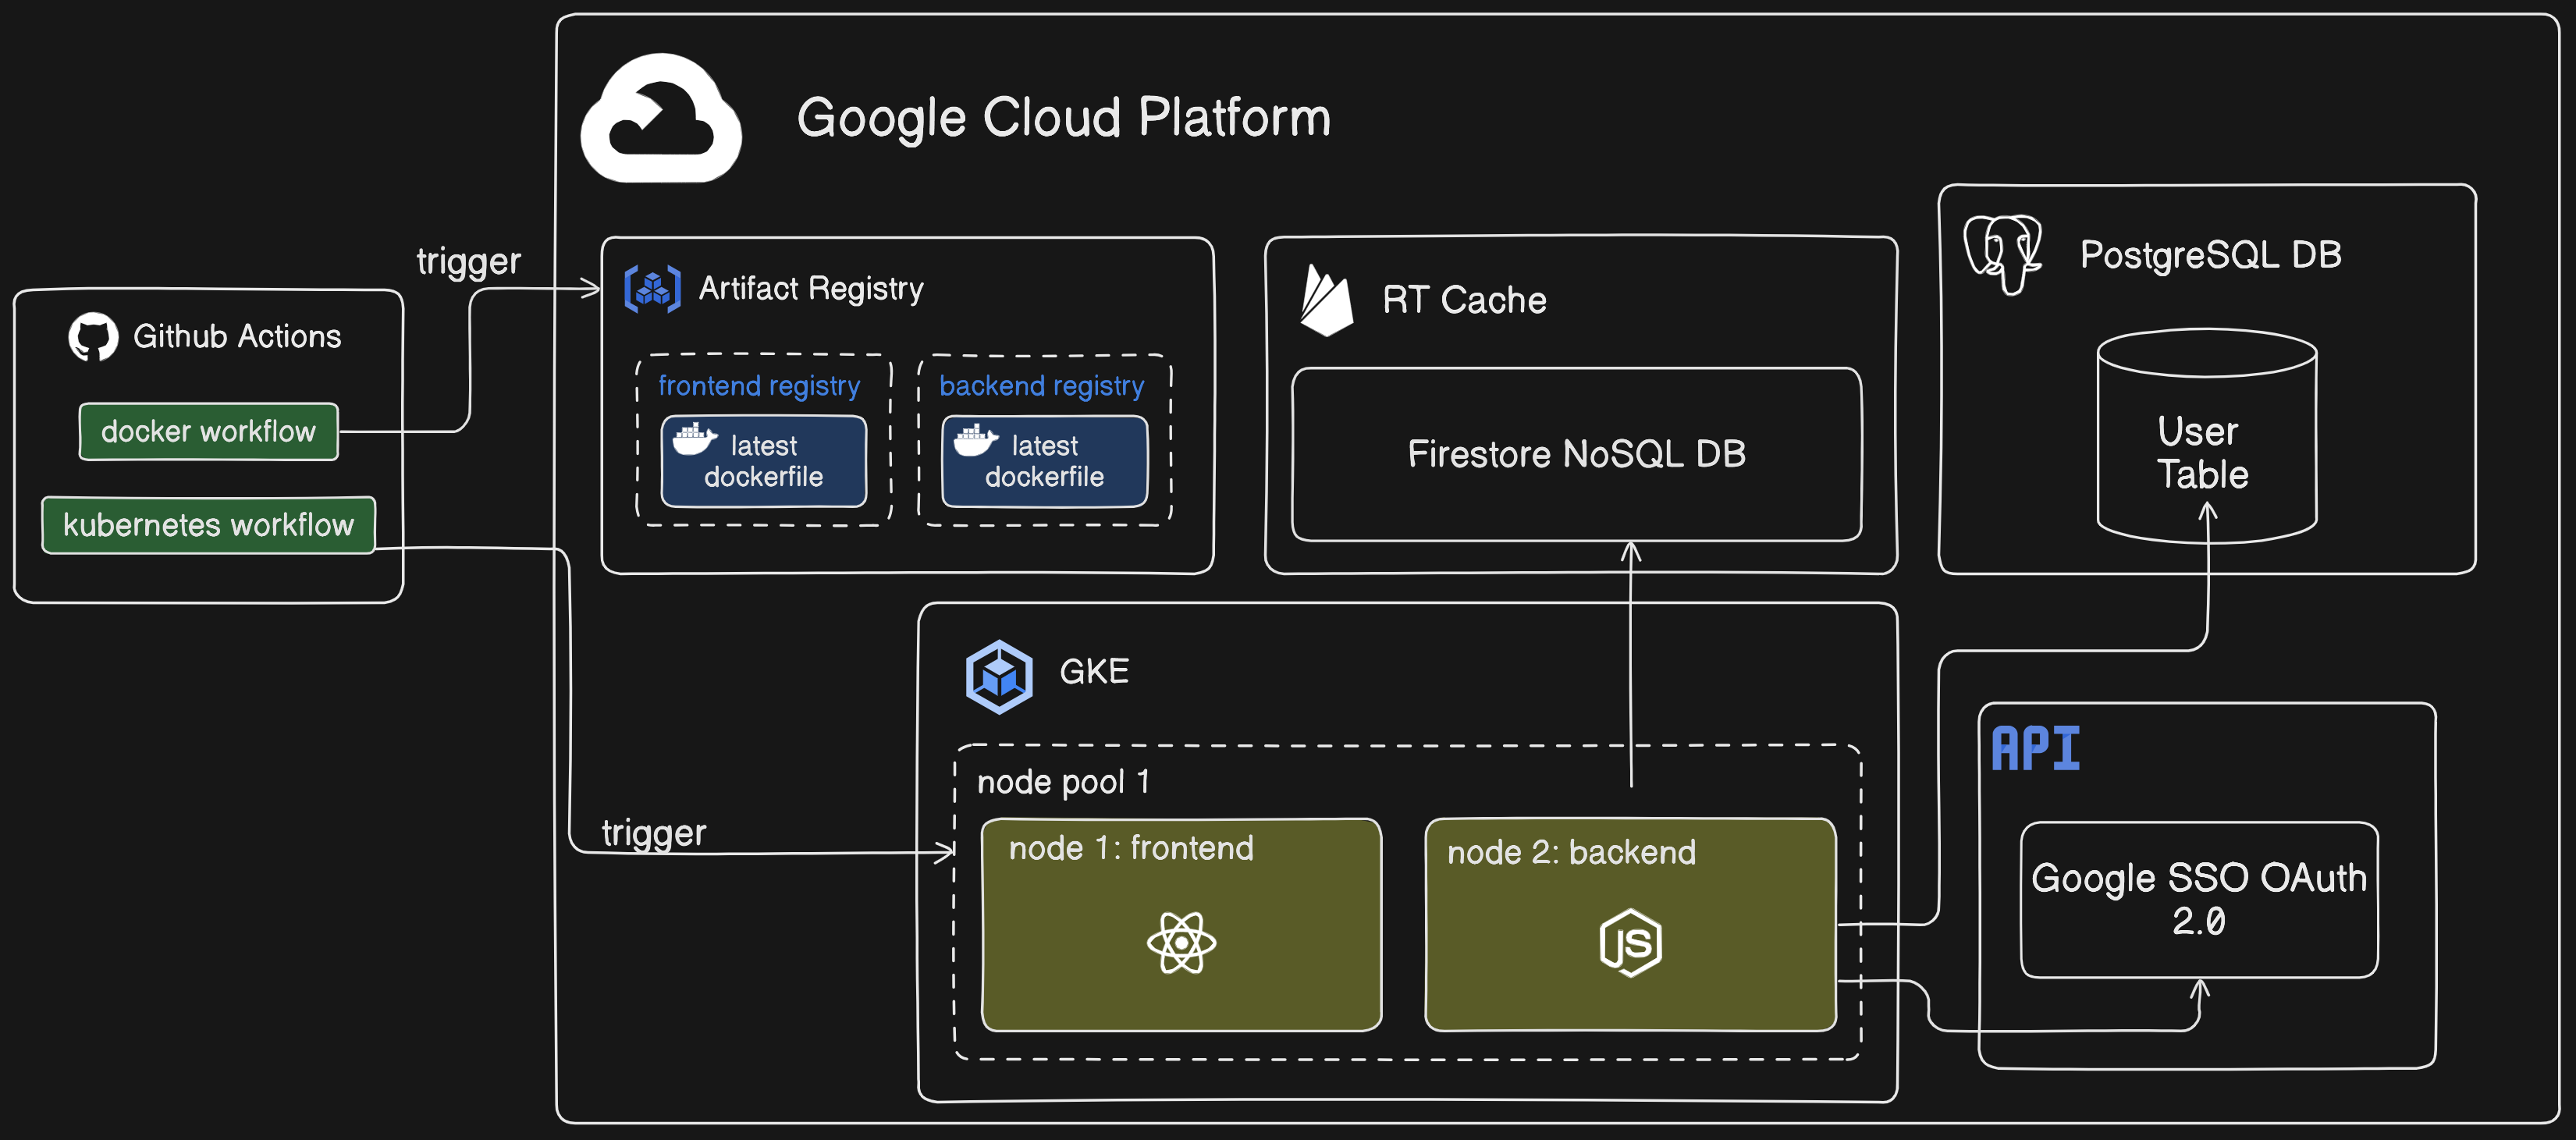 Google Cloud Platform
trigger
Github Actions
docker workflow
kubernetes workflow
Artifact Registry
frontend registry
latest
dockerfile
backend registry
latest
dockerfile
RT Cache
Firestore NoSQL DB
PostgreSQL DB
User
Table
GKE
trigger
node pool 1
node 1: frontend
node 2: backend
JS
API
Google SSO OAuth
2.0